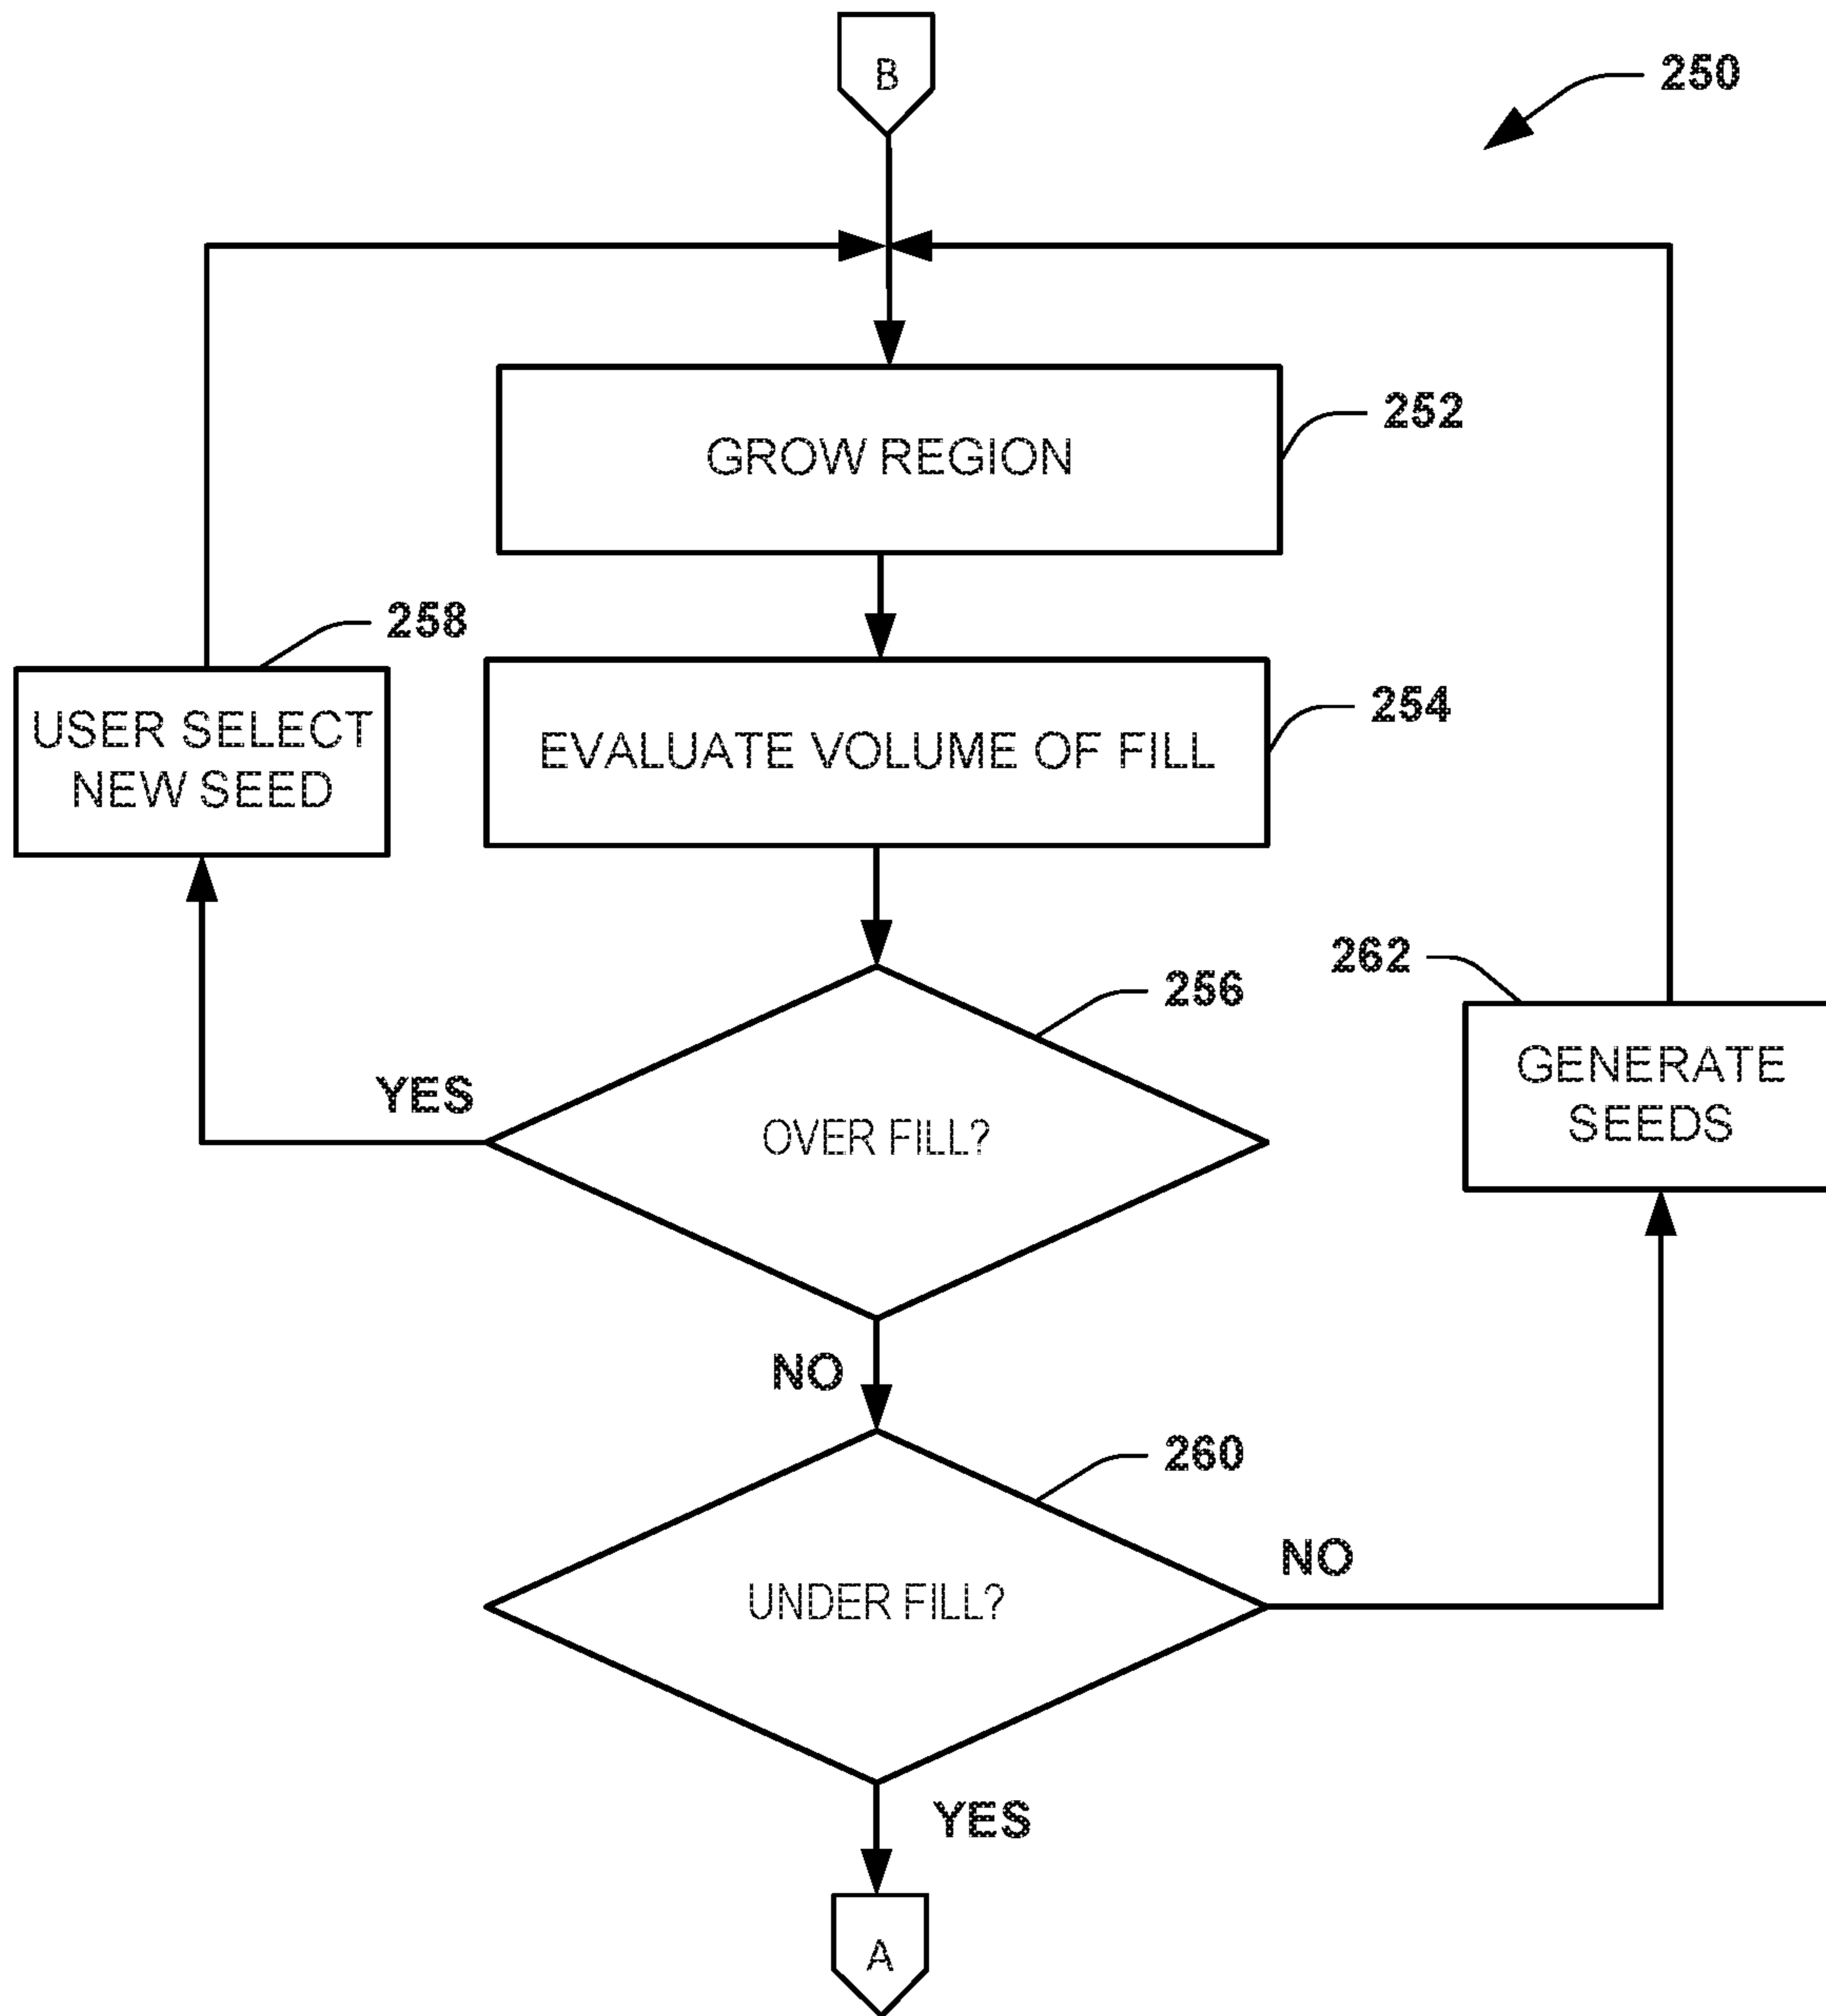 B
250
GROW REGION
252
258
USER SELECT
NEW SEED
EVALUATE VOLUME OF FILL
254
256
262
GENERATE
SEEDS
YES
OVER FILL?
NO
260
NO
UNDER FILL?
YES
A